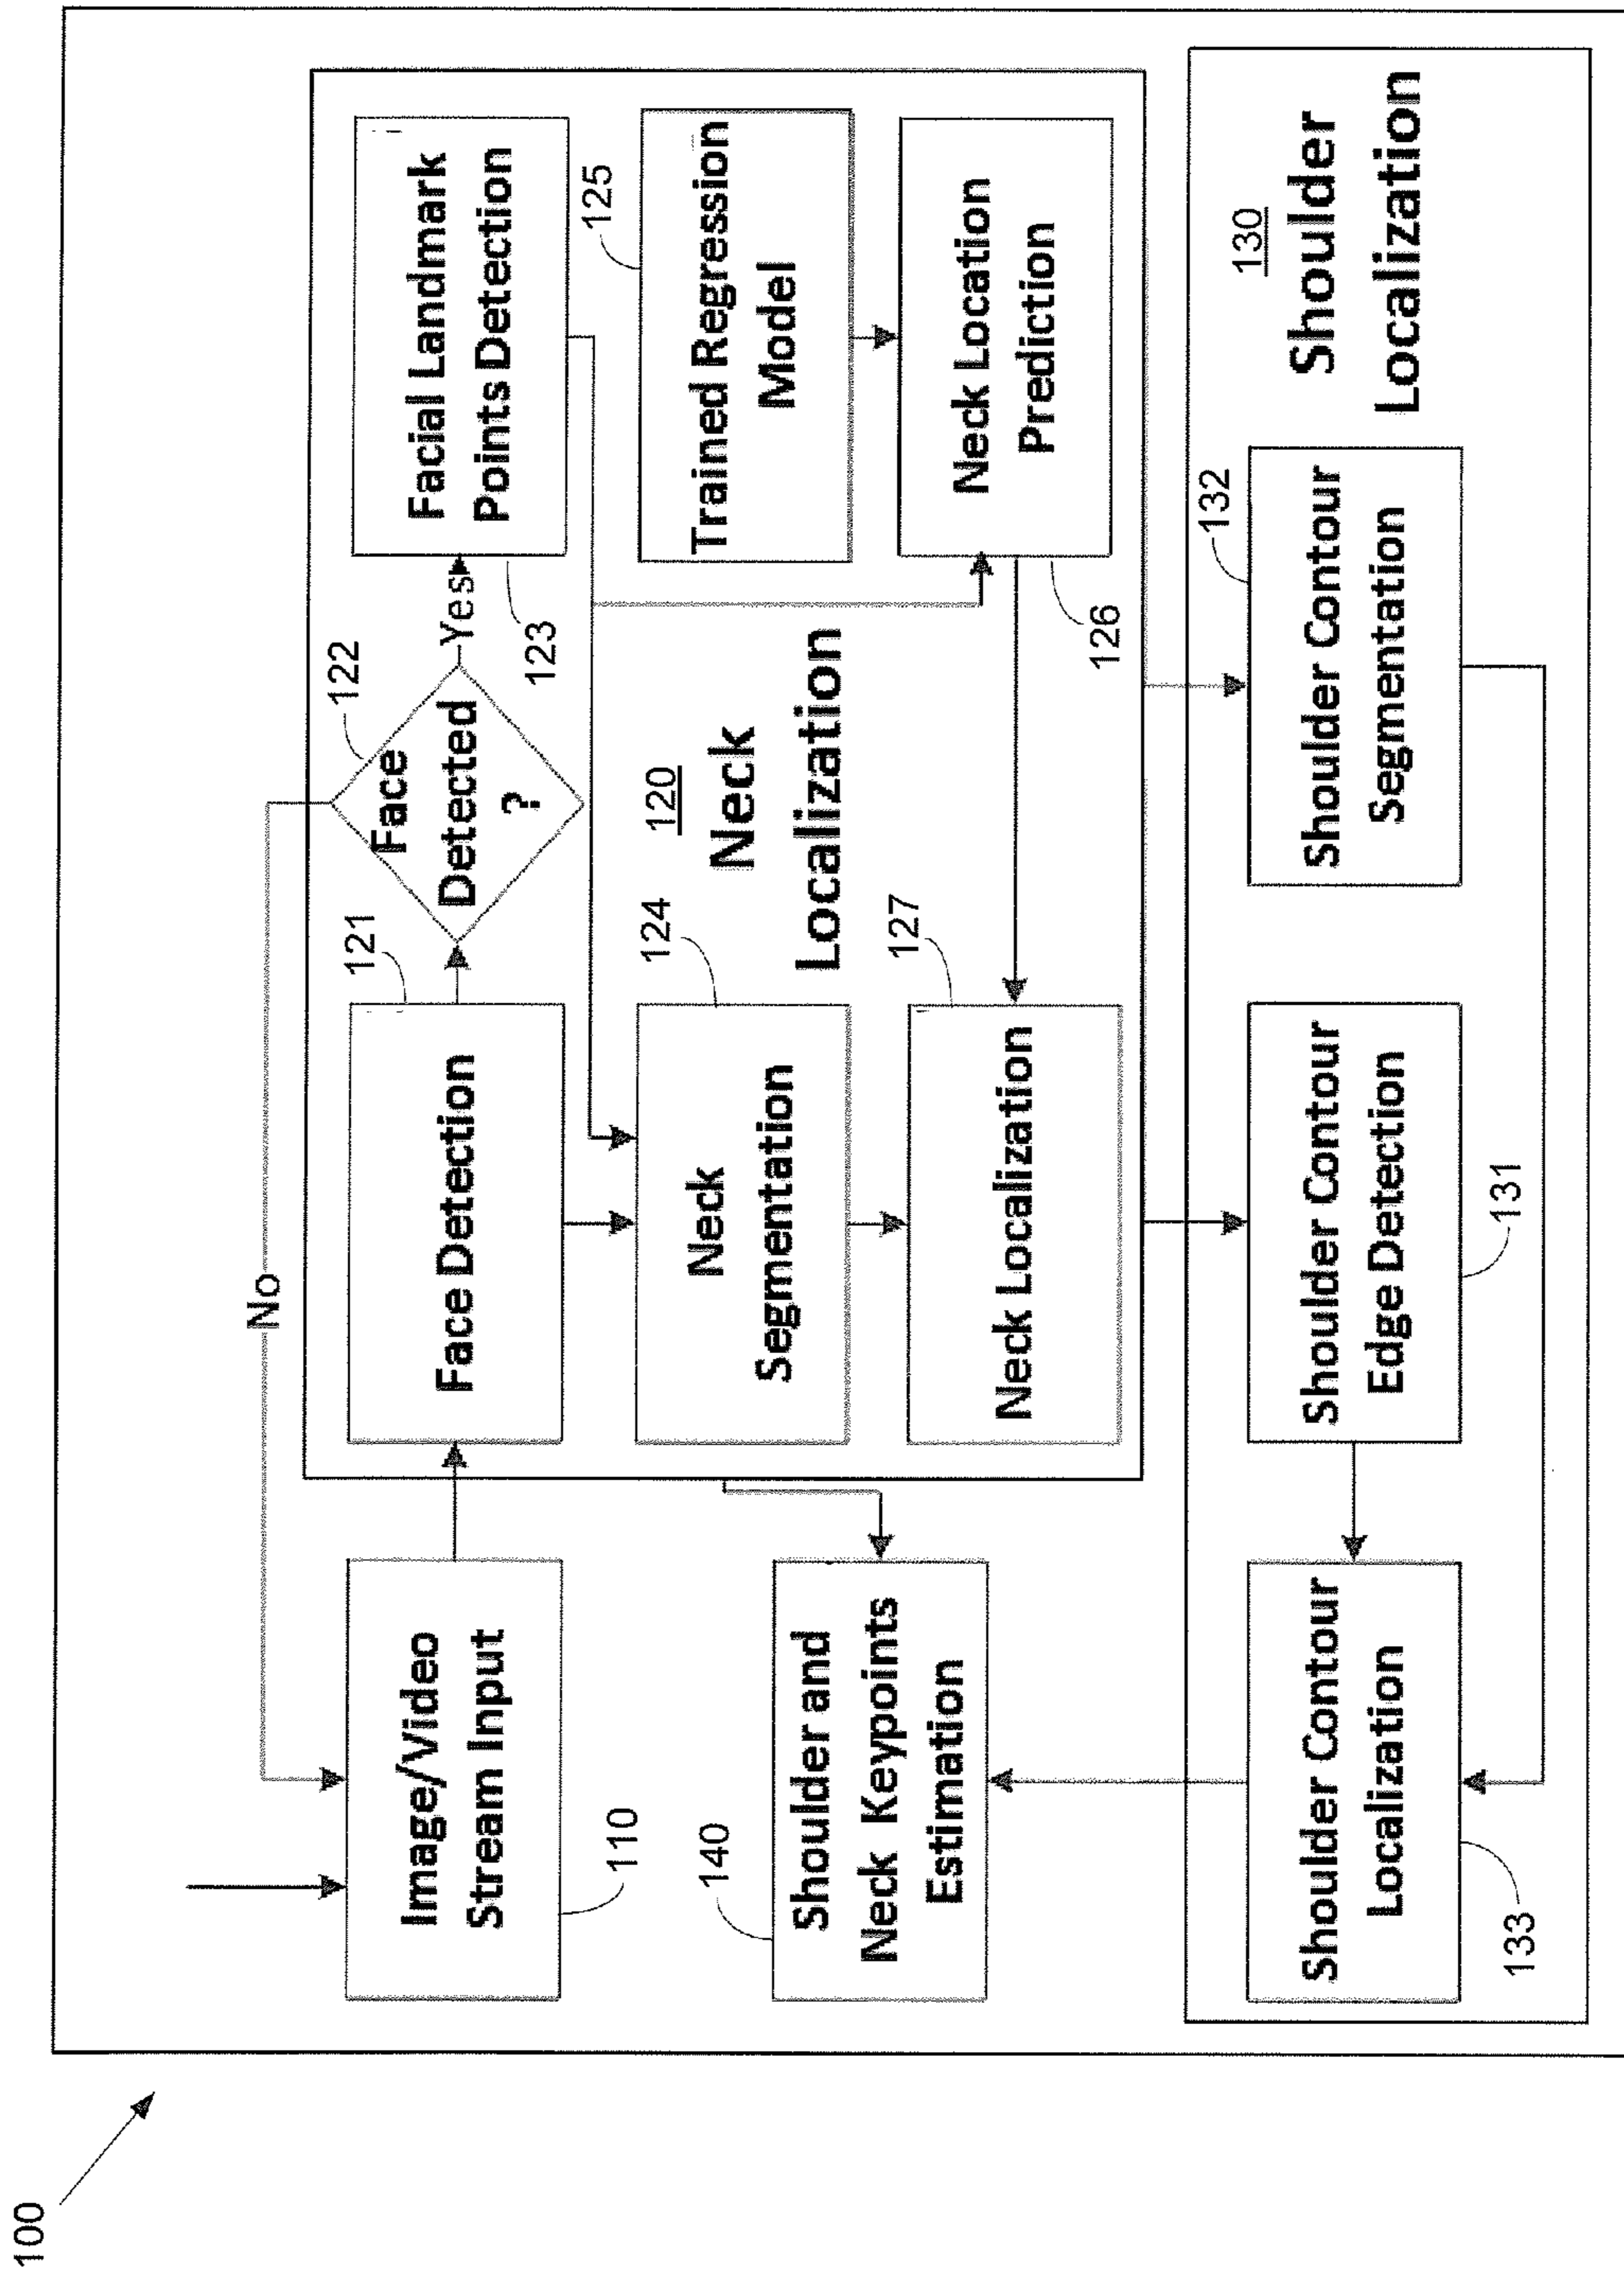 100
No
Image/Video
Stream Input
110
Face Detection
121
Face
Detected
?
122
Yes
Facial Landmark
Points Detection
123
Neck
Segmentation
124
120
Neck
Localization
Trained Regression
Model
125
Neck Localization
127
Neck Location
Prediction
126
Shoulder and
Neck Keypoints
Estimation
140
Shoulder Contour
Localization
133
Shoulder Contour
Edge Detection
131
Shoulder Contour
Segmentation
132
130
Shoulder
Localization